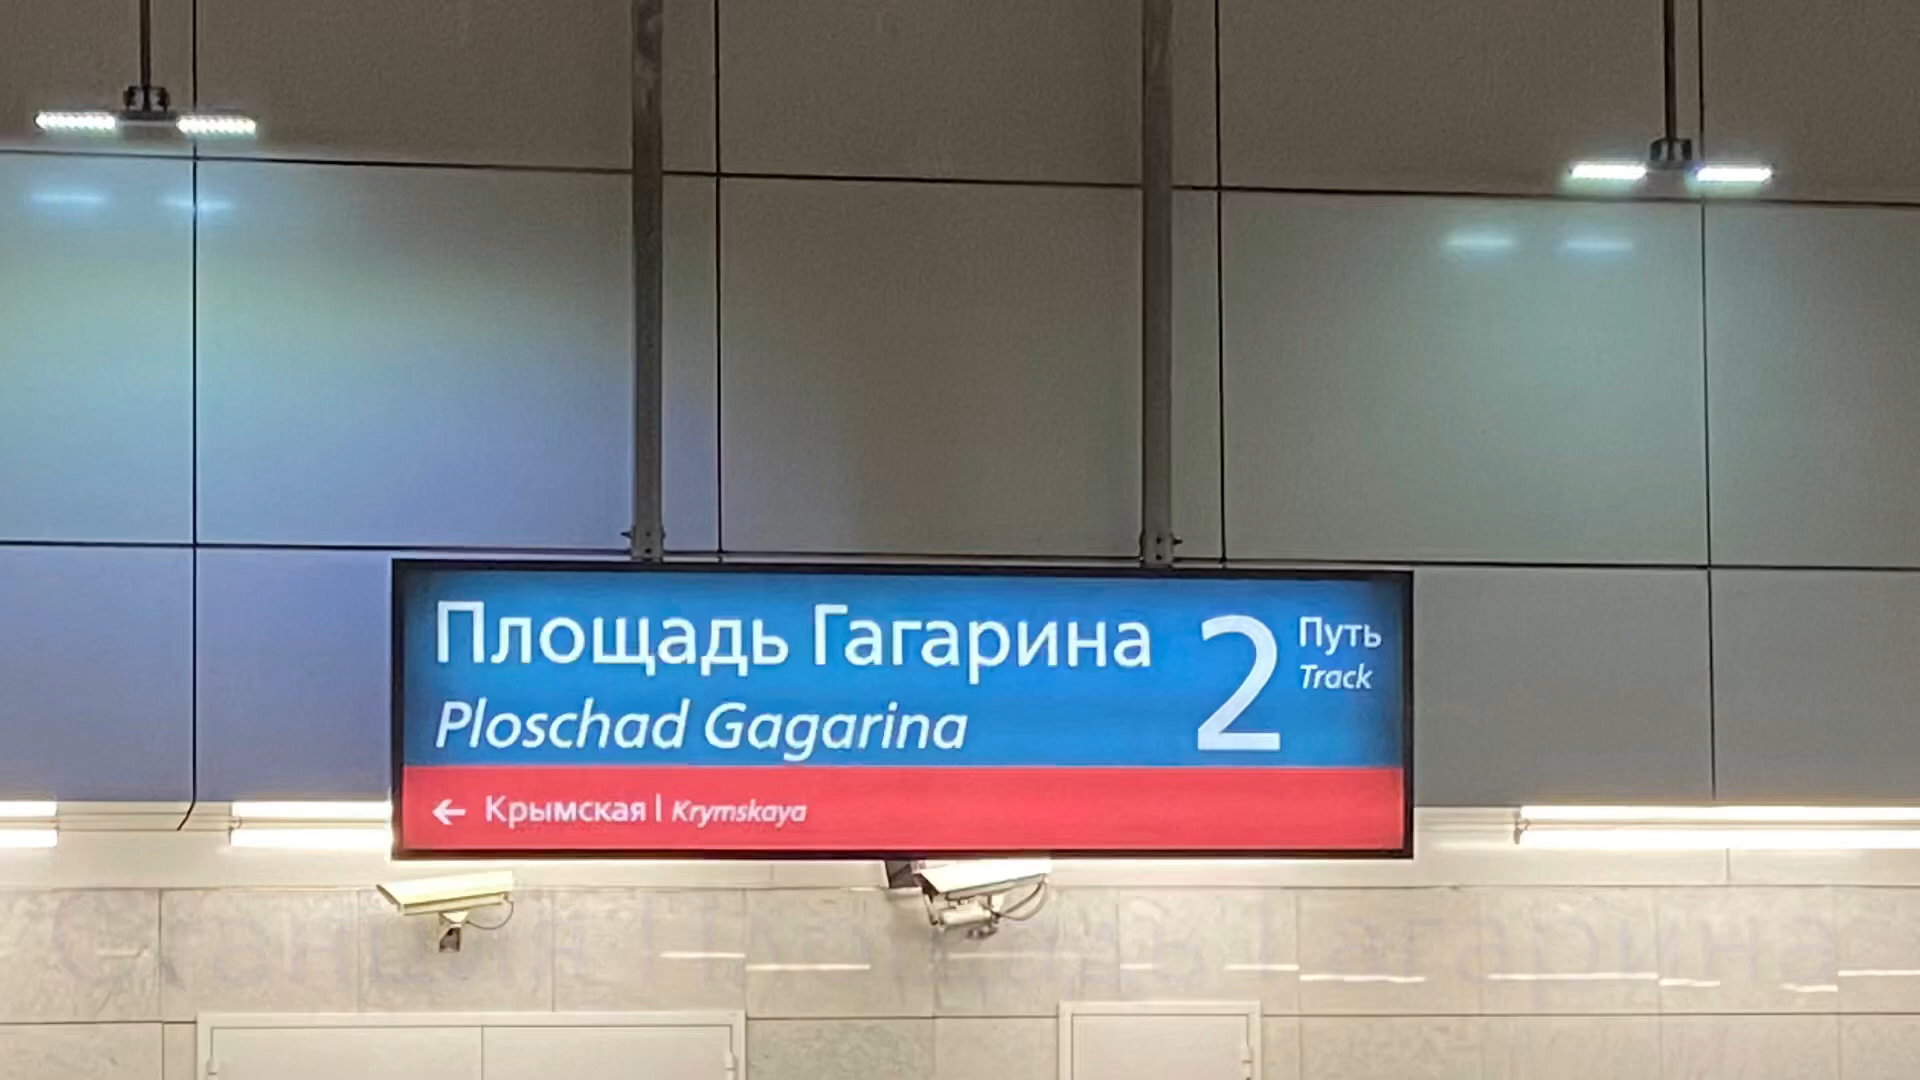 Площадь Гагарина
Ploschad Gagarina
2
Путь
Track
← Крымская | Krymskaya